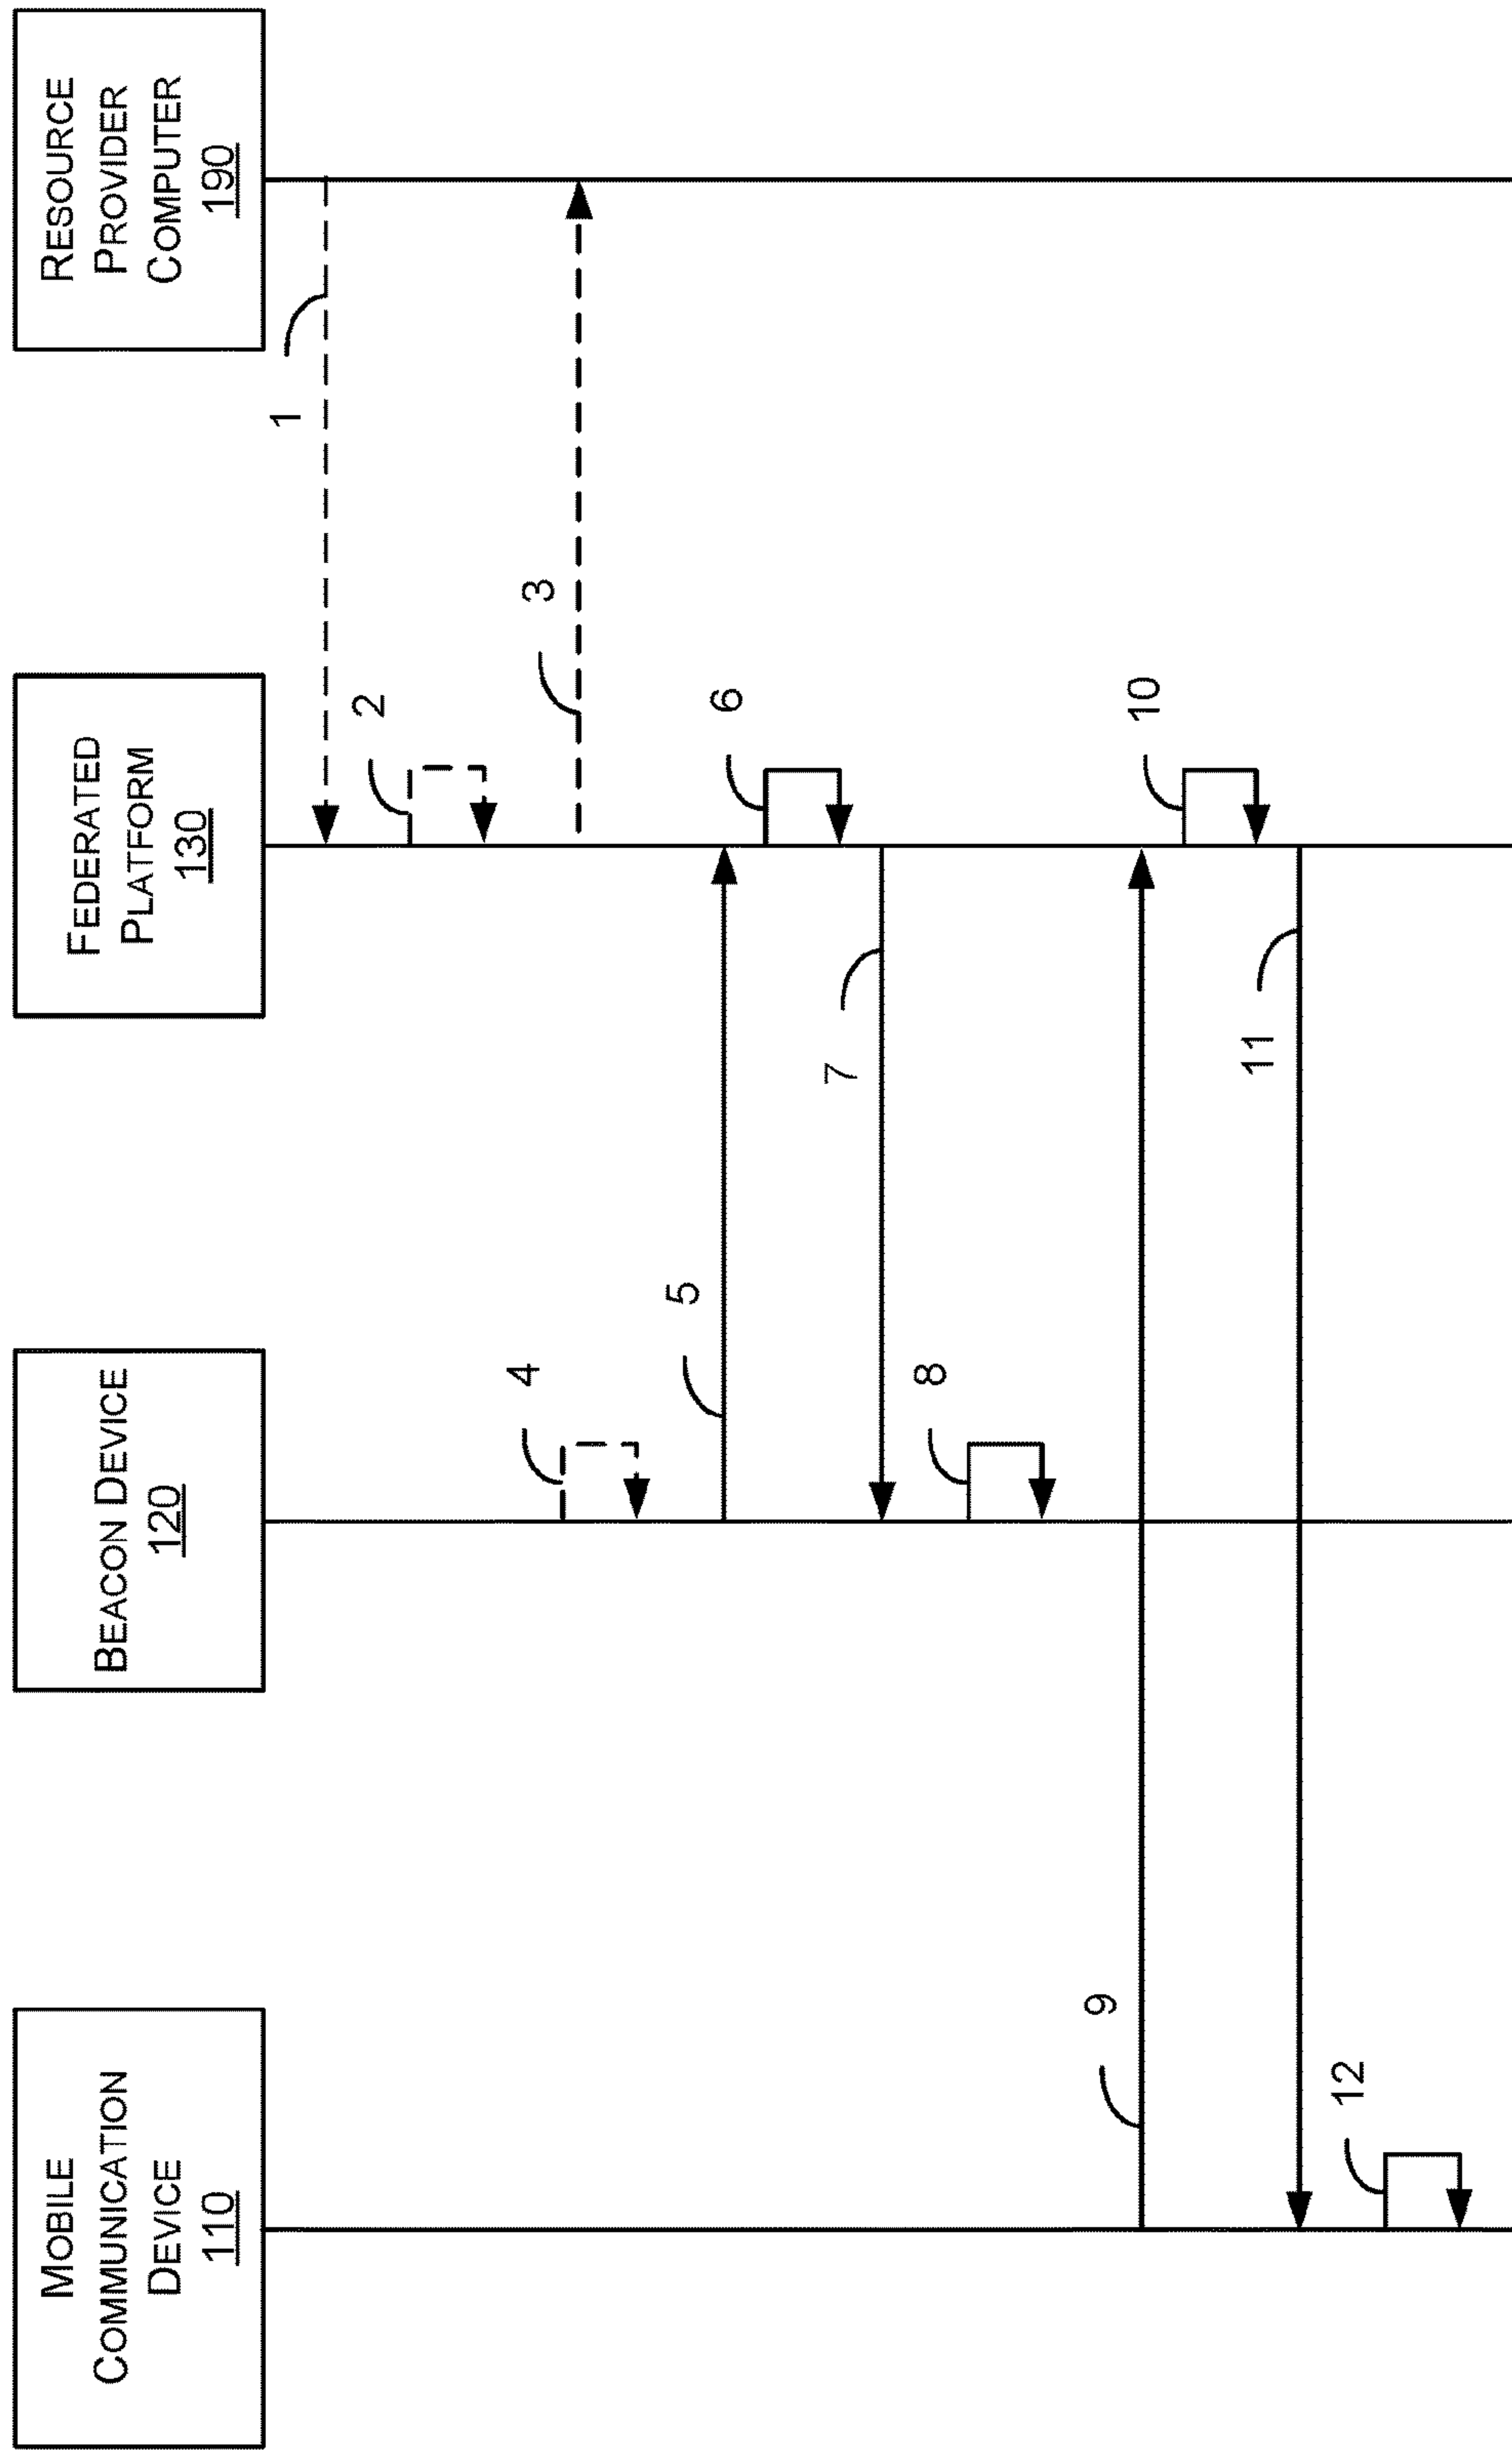 MOBILE
COMMUNICATION
DEVICE
110
BEACON DEVICE
120
FEDERATED
PLATFORM
130
RESOURCE
PROVIDER
COMPUTER
190
1
2
3
4
5
6
7
8
9
10
11
12